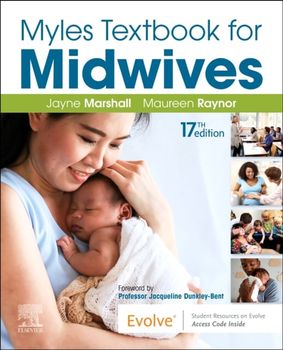 Myles Textbook for
Midwives
Jayne Marshall Maureen Raynor
17TH edition
Foreword by
Professor Jacqueline Dunkley-Bent
ELSEVIER
Evolve®
Student Resources on Evolve
Access Code Inside